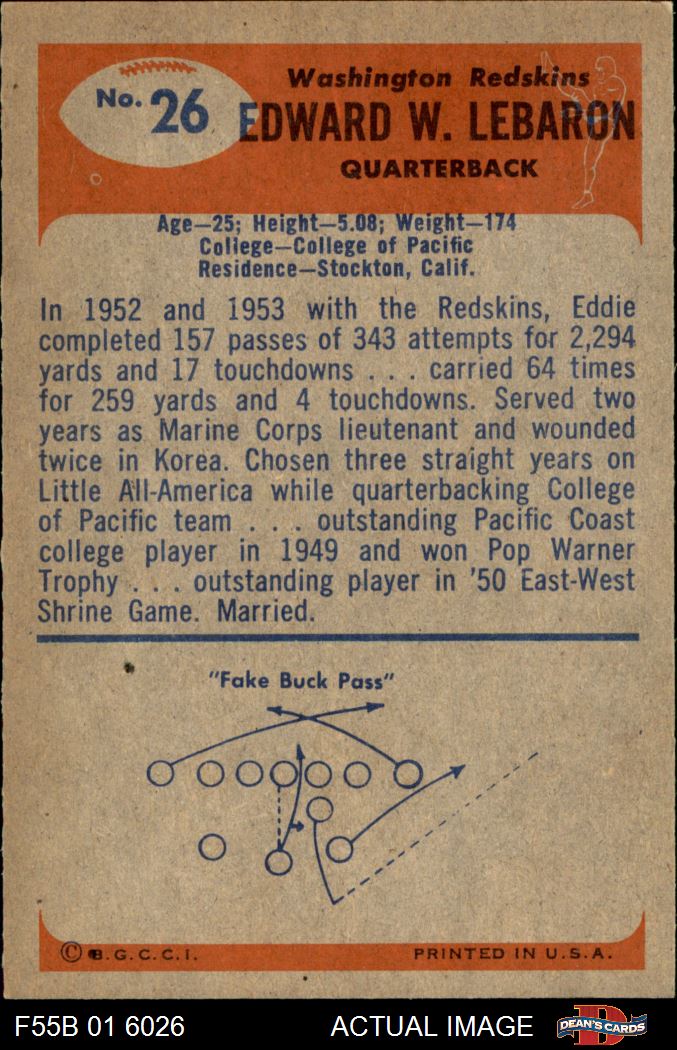 No. 26
Washington Redskins
EDWARD W. LEBARON
QUARTERBACK
Age—25; Height—5.08; Weight—174
College—College of Pacific
Residence—Stockton, Calif.
In 1952 and 1953 with the Redskins, Eddie
completed 157 passes of 343 attempts for 2,294
yards and 17 touchdowns . . . carried 64 times
for 259 yards and 4 touchdowns. Served two
years as Marine Corps lieutenant and wounded
twice in Korea. Chosen three straight years on
Little All-America while quarterbacking College
of Pacific team . . . outstanding Pacific Coast
college player in 1949 and won Pop Warner
Trophy . . . outstanding player in '50 East-West
Shrine Game. Married.
"Fake Buck Pass"
© B. G. C. C. I.
PRINTED IN U. S. A.
F55B 01 6026
ACTUAL IMAGE
D
DEAN'S CARDS